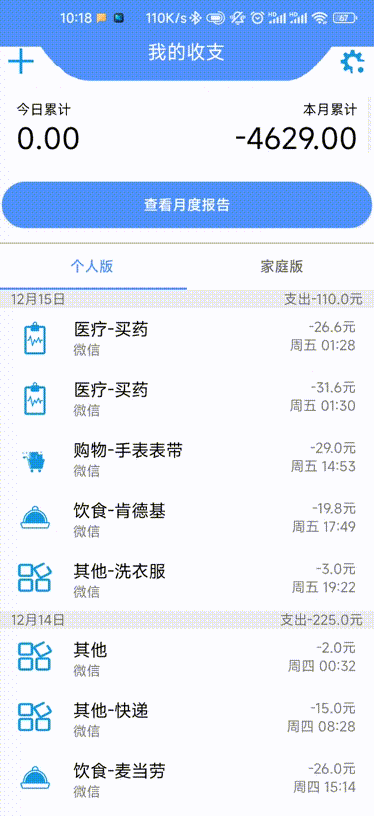 10:18 110K/s HD HD 67
我的收支
今日累计 本月累计
0.00 -4629.00
查看月度报告
个人版 家庭版
12月15日 支出-110.0元
医疗-买药 -26.6元
微信 周五 01:28
医疗-买药 -31.6元
微信 周五 01:30
购物-手表表带 -29.0元
微信 周五 14:53
饮食-肯德基 -19.8元
微信 周五 17:49
其他-洗衣服 -3.0元
微信 周五 19:22
12月14日 支出-225.0元
其他 -2.0元
微信 周四 00:32
其他-快递 -15.0元
微信 周四 08:28
饮食-麦当劳 -26.0元
微信 周四 15:14